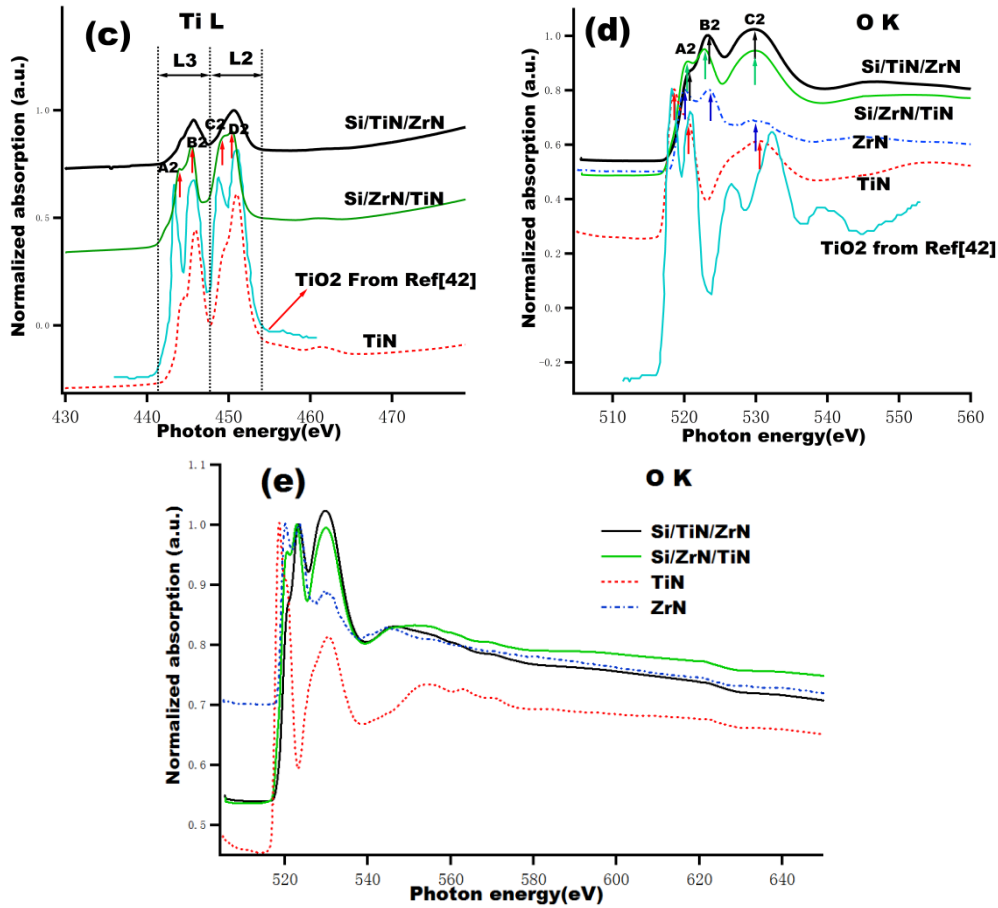 (c)
Ti L
L3
L2
Normalized absorption (a.u.)
1.0
0.5
0.0
Si/TiN/ZrN
A2
B2
C2
D2
Si/ZrN/TiN
TiO2 From Ref[42]
TiN
430
440
450
460
470
Photon energy(eV)
(d)
O K
Normalized absorption (a.u.)
1.0
0.8
0.6
0.4
0.2
0.0
-0.2
A2
B2
C2
Si/TiN/ZrN
Si/ZrN/TiN
ZrN
TiN
TiO2 from Ref[42]
510
520
530
540
550
560
Photon energy(eV)
(e)
O K
Normalized absorption (a.u.)
1.1
1.0
0.9
0.8
0.7
0.6
0.5
Si/TiN/ZrN
Si/ZrN/TiN
TiN
ZrN
520
540
560
580
600
620
640
Photon energy(eV)